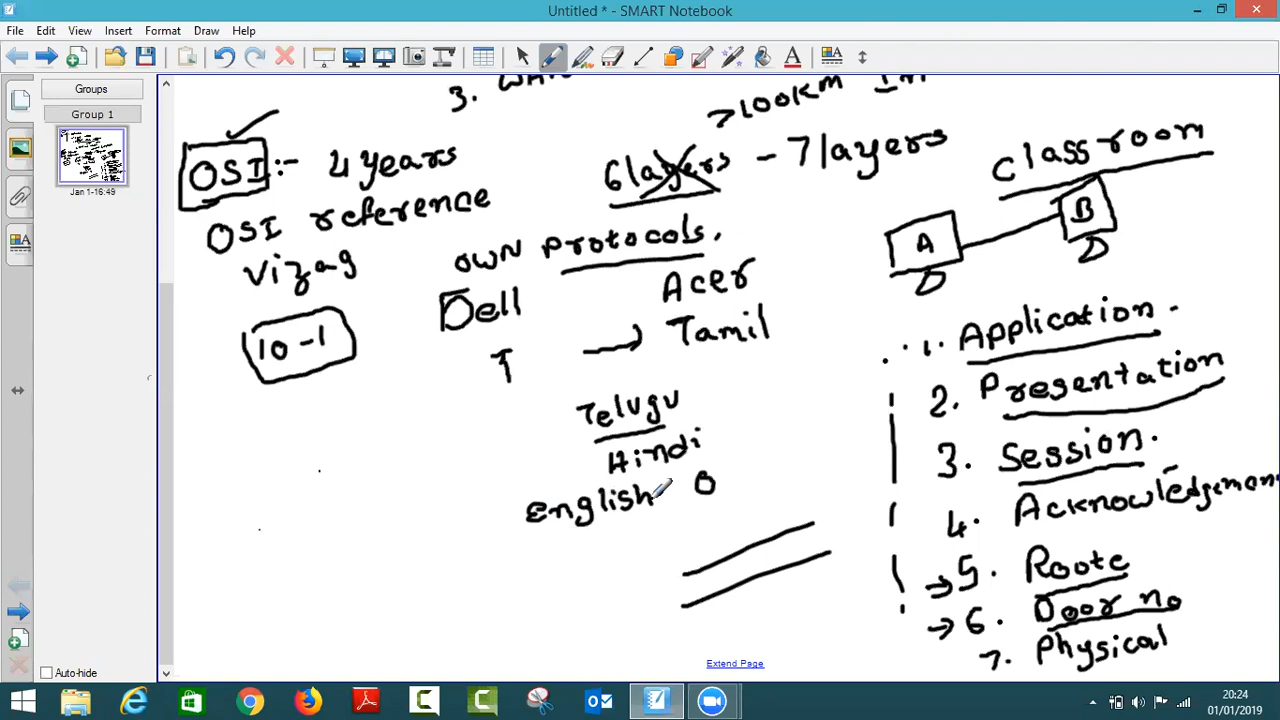 Untitled * - SMART Notebook
File Edit View Insert Format Draw Help
Groups
Group 1
Jan 1-16:49
3. WAN
>100km
OSI :- 4 years
6 layers - 7 layers
Classroom
OSI reference
Vizag
OWN Protocols.
A
B
Dell
Acer
10-1
T → Tamil
Telugu
Hindi
English
1. Application.
2. Presentation
3. Session.
4. Acknowledgement
→ 5. Roote
→ 6. Door no
7. Physical
Extend Page
Auto-hide
20:24
01/01/2019